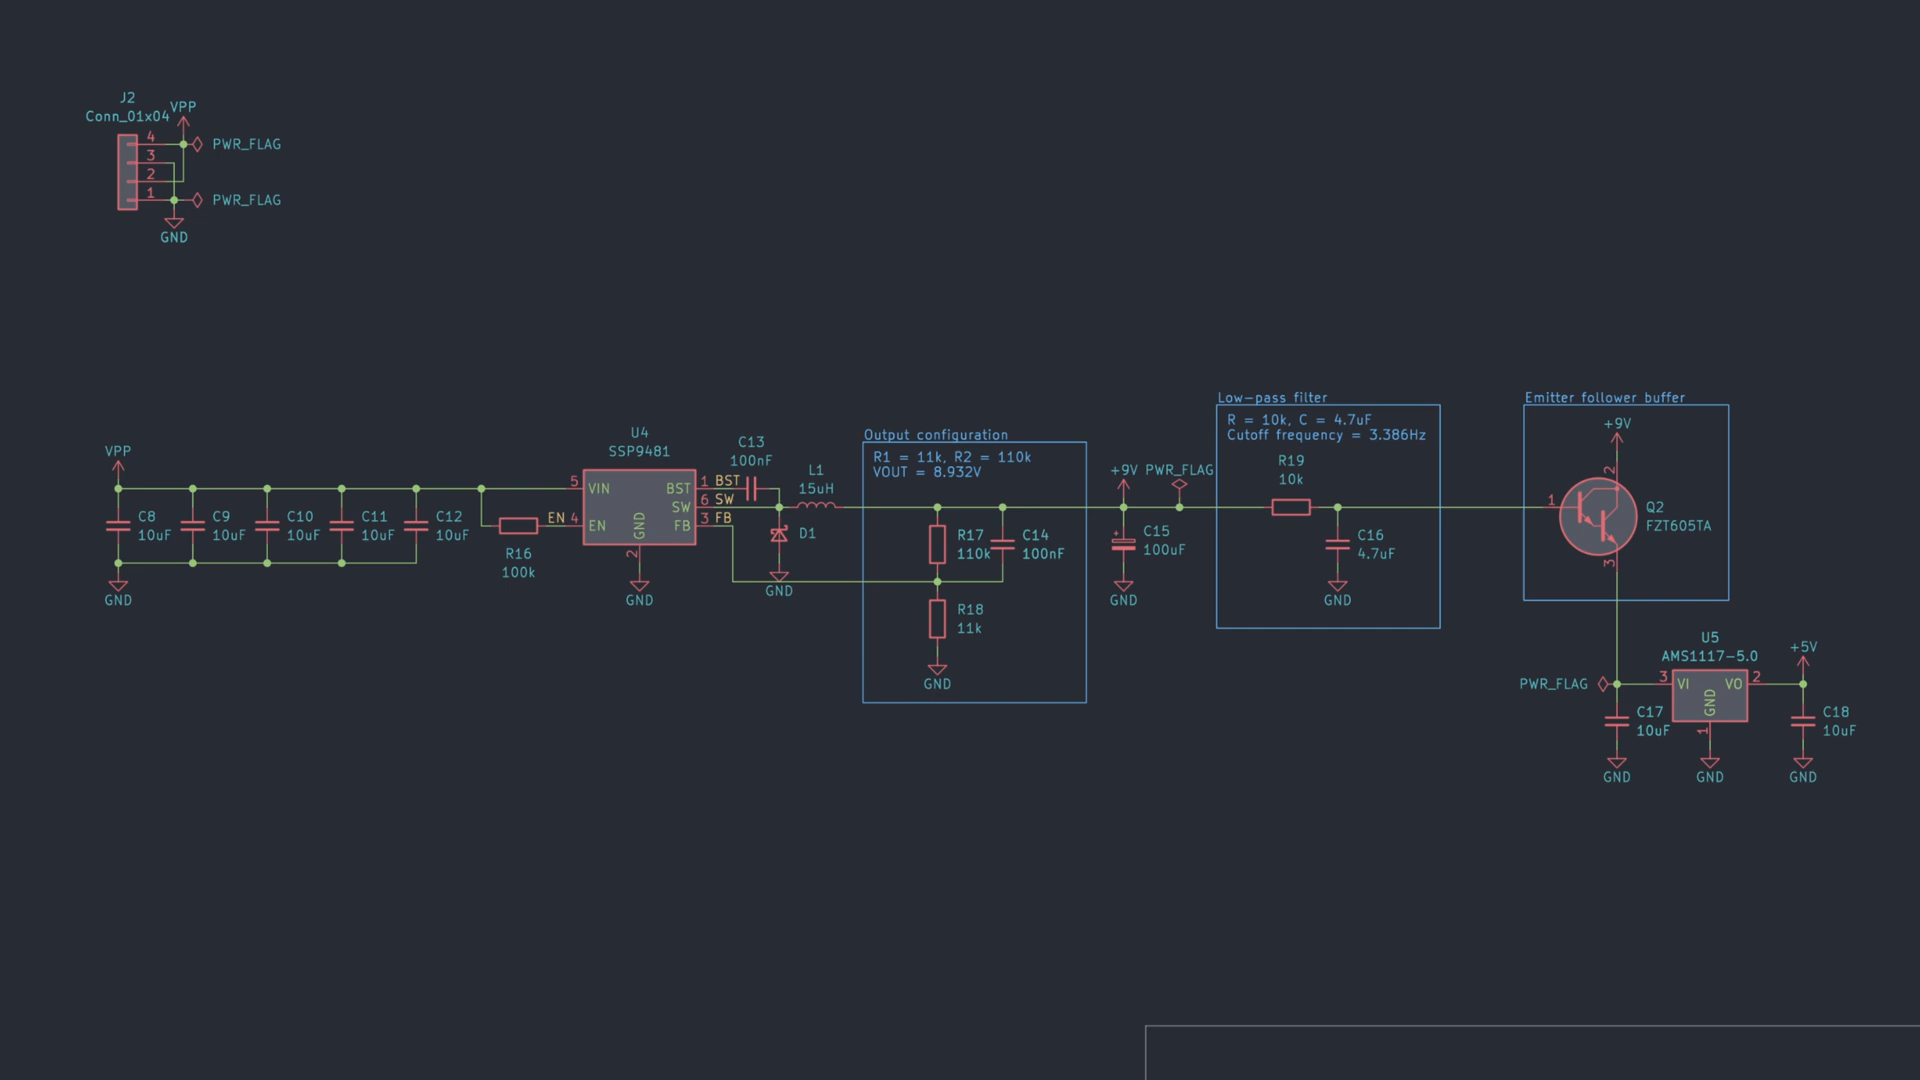 J2
Conn_01x04
VPP
4
3
2
1
PWR_FLAG
PWR_FLAG
GND
VPP
C8
10uF
C9
10uF
C10
10uF
C11
10uF
C12
10uF
GND
R16
100k
EN 4
5
U4
SSP9481
VIN
EN
GND
BST
SW
FB
2
GND
1 BST
6 SW
3 FB
C13
100nF
D1
GND
L1
15uH
Output configuration
R1 = 11k, R2 = 110k
VOUT = 8.932V
R17
110k
C14
100nF
R18
11k
GND
+9V
PWR_FLAG
+
C15
100uF
GND
Low-pass filter
R = 10k, C = 4.7uF
Cutoff frequency = 3.386Hz
R19
10k
C16
4.7uF
GND
Emitter follower buffer
+9V
2
1
3
Q2
FZT605TA
PWR_FLAG
C17
10uF
GND
U5
AMS1117-5.0
3
VI
VO
2
GND
1
GND
+5V
C18
10uF
GND